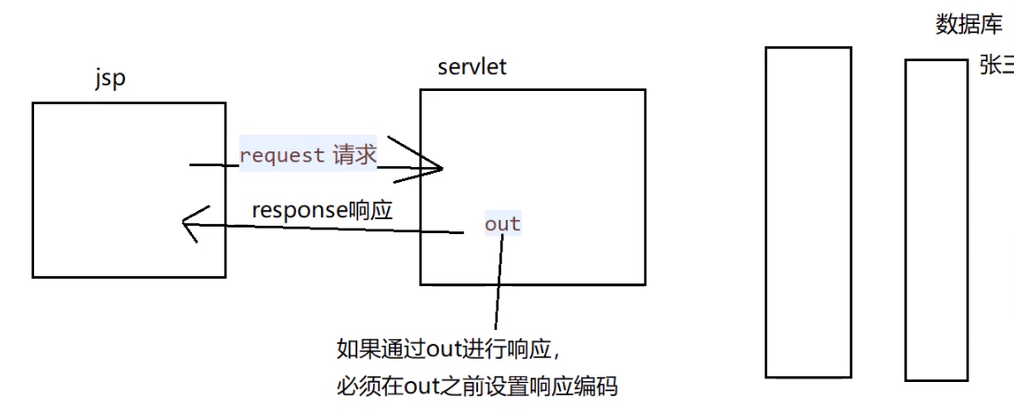 数据库
张三
jsp
servlet
request 请求
response响应
out
如果通过out进行响应，
必须在out之前设置响应编码